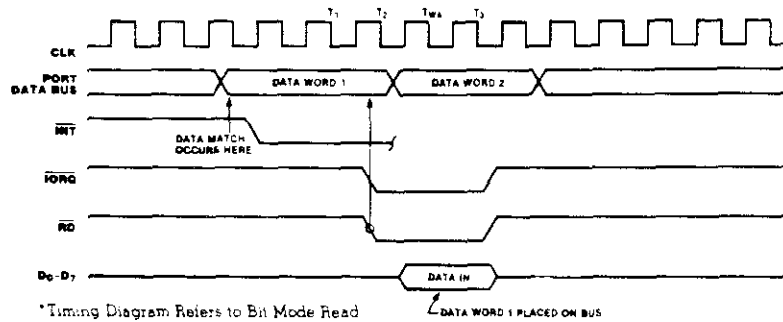 T1 T2 TWA T3
CLK
PORT
DATA BUS
DATA WORD 1
DATA WORD 2
INT
DATA MATCH
OCCURS HERE
IORQ
RD
D0-D7
DATA IN
*Timing Diagram Refers to Bit Mode Read
DATA WORD 1 PLACED ON BUS